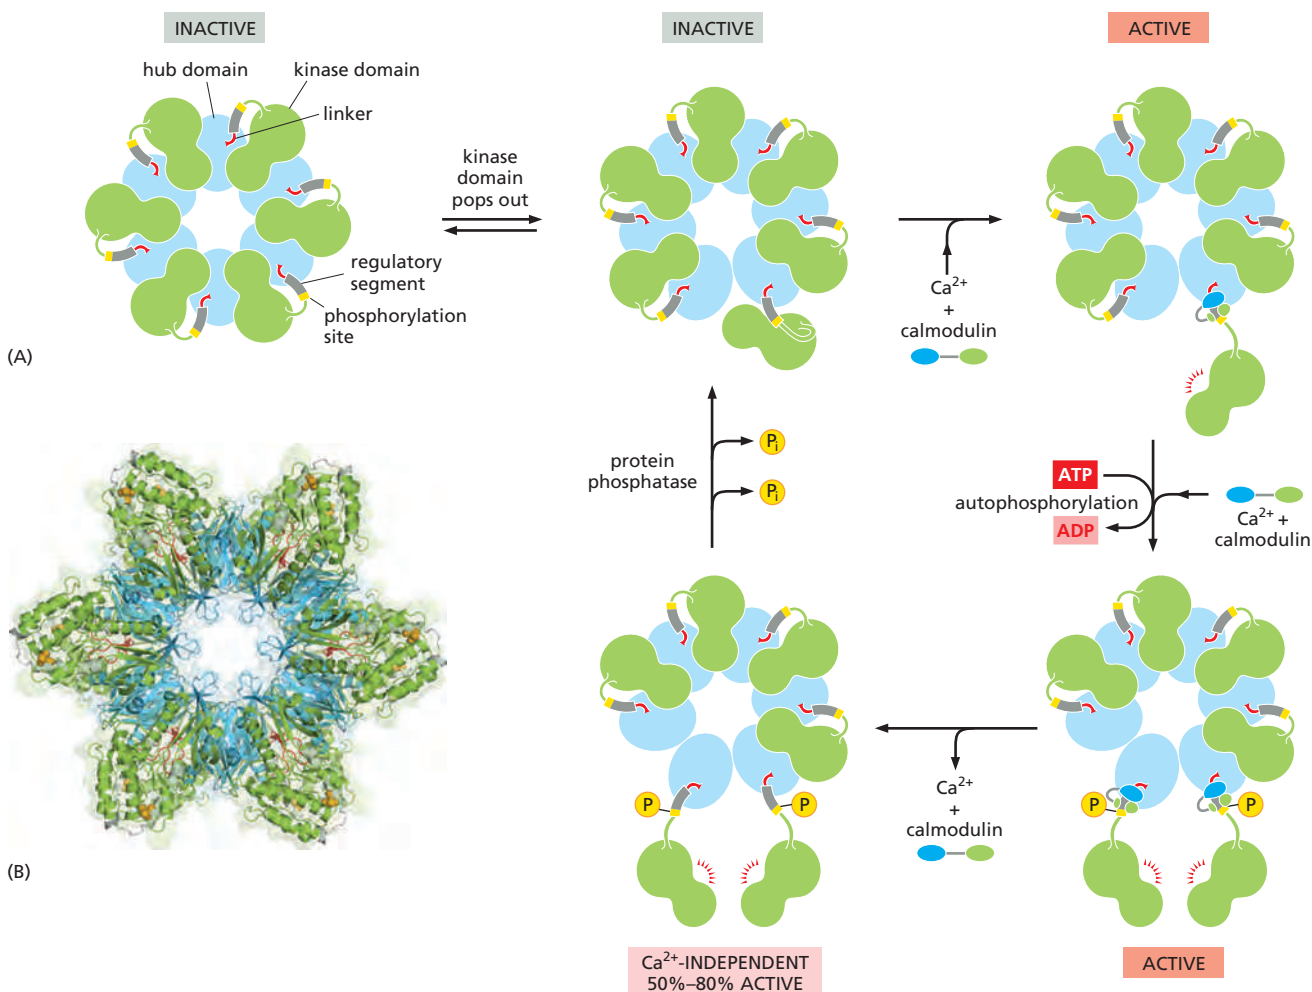 INACTIVE
INACTIVE
ACTIVE
hub domain
kinase domain
linker
regulatory
segment
phosphorylation
site
(A)
kinase
domain
pops out
Ca²⁺
+
calmodulin
protein
phosphatase
Pᵢ
Pᵢ
ATP
autophosphorylation
ADP
Ca²⁺ +
calmodulin
(B)
P
P
Ca²⁺
+
calmodulin
P
P
Ca²⁺-INDEPENDENT
50%–80% ACTIVE
ACTIVE